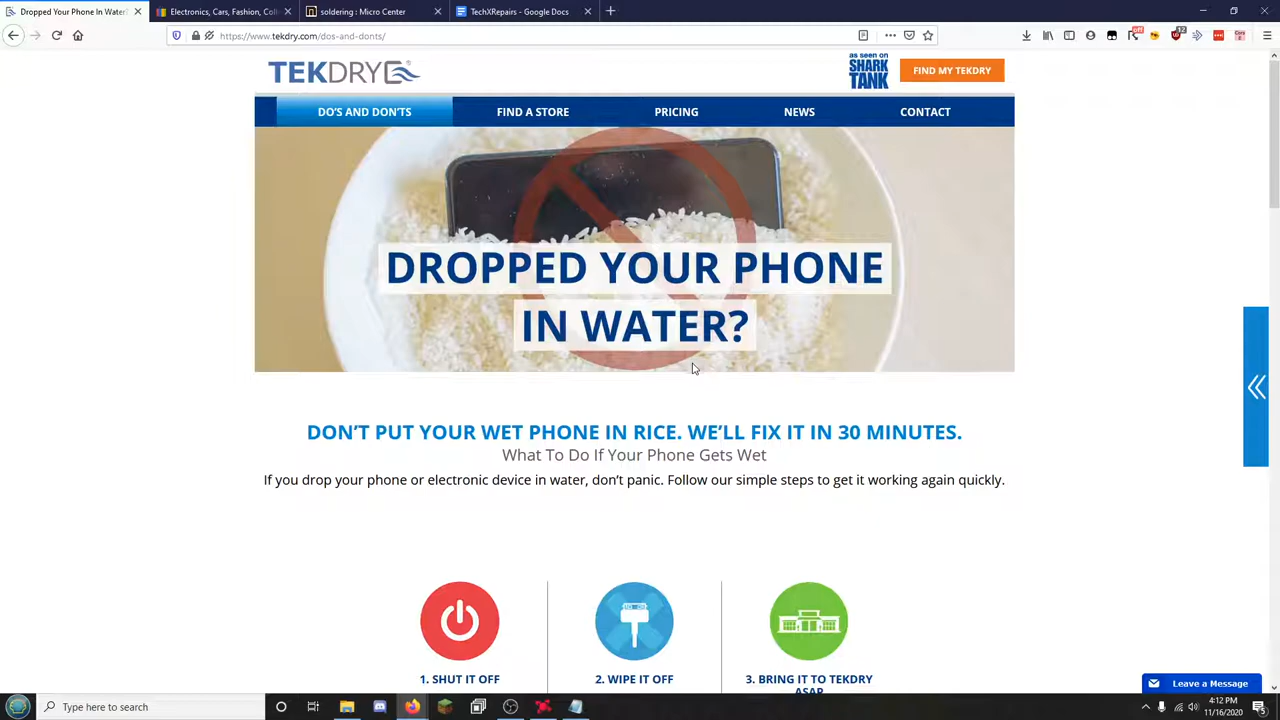 Dropped Your Phone In Water?
Electronics, Cars, Fashion, Coll
soldering : Micro Center
TechXRepairs - Google Docs
https://www.tekdry.com/dos-and-donts/
off
12
TEKDRY
as seen on
SHARK
TANK
FIND MY TEKDRY
DO'S AND DON'TS
FIND A STORE
PRICING
NEWS
CONTACT
DROPPED YOUR PHONE
IN WATER?
DON'T PUT YOUR WET PHONE IN RICE. WE'LL FIX IT IN 30 MINUTES.
What To Do If Your Phone Gets Wet
If you drop your phone or electronic device in water, don't panic. Follow our simple steps to get it working again quickly.
1. SHUT IT OFF
2. WIPE IT OFF
3. BRING IT TO TEKDRY
ASAP
Leave a Message
Type here to search
4:12 PM
11/16/2020
5